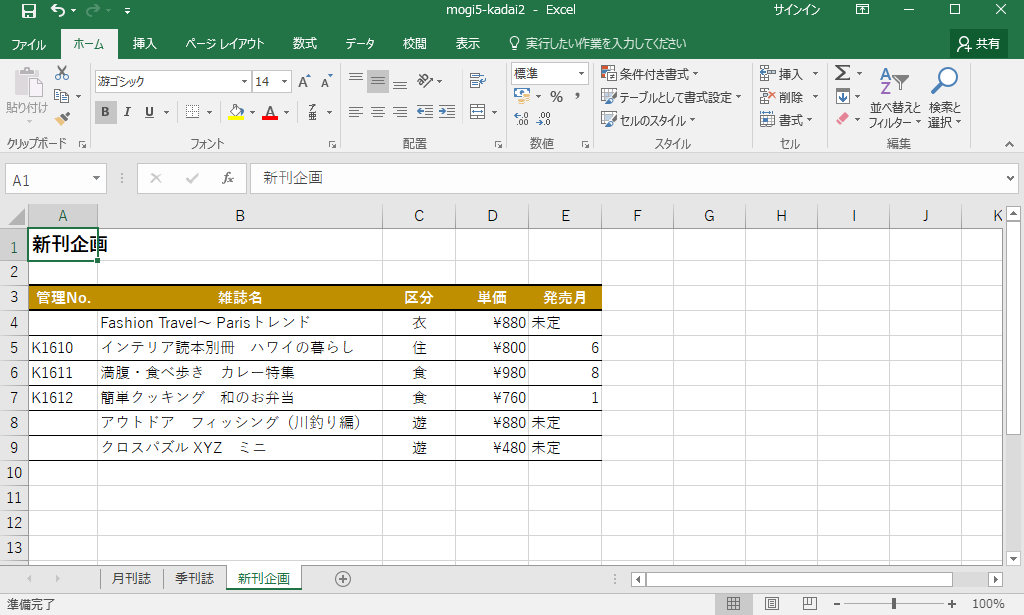 mogi5-kadai2 - Excel サインイン
ファイル ホーム 挿入 ページ レイアウト 数式 データ 校閲 表示 実行したい作業を入力してください 共有
貼り付け
クリップボード
游ゴシック 14 A A
B I U A 亜
フォント
配置
標準
% ,
数値
条件付き書式
テーブルとして書式設定
セルのスタイル
スタイル
挿入
削除
書式
セル
Σ
並べ替えと
フィルター
検索と
選択
編集
A1 fx 新刊企画
A B C D E F G H I J K
1 新刊企画
2
3 管理No. 雑誌名 区分 単価 発売月
4 Fashion Travel～ Parisトレンド 衣 ¥880 未定
5 K1610 インテリア読本別冊　ハワイの暮らし 住 ¥800 6
6 K1611 満腹・食べ歩き　カレー特集 食 ¥980 8
7 K1612 簡単クッキング　和のお弁当 食 ¥760 1
8 アウトドア　フィッシング（川釣り編） 遊 ¥880 未定
9 クロスパズル XYZ　ミニ 遊 ¥480 未定
10
11
12
13
月刊誌 季刊誌 新刊企画
準備完了 100%